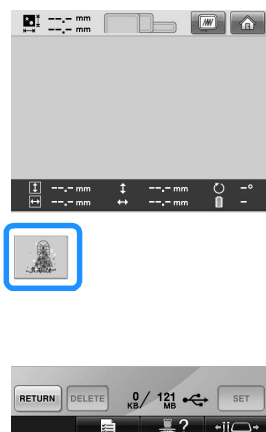 --.- mm
--.- mm
--.- mm --.- mm -°
--.- mm --.- mm -
RETURN DELETE 0 KB / 121 MB SET
?